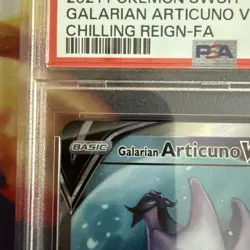 GALARIAN ARTICUNO V
CHILLING REIGN-FA
PSA
BASIC
Galarian Articuno V